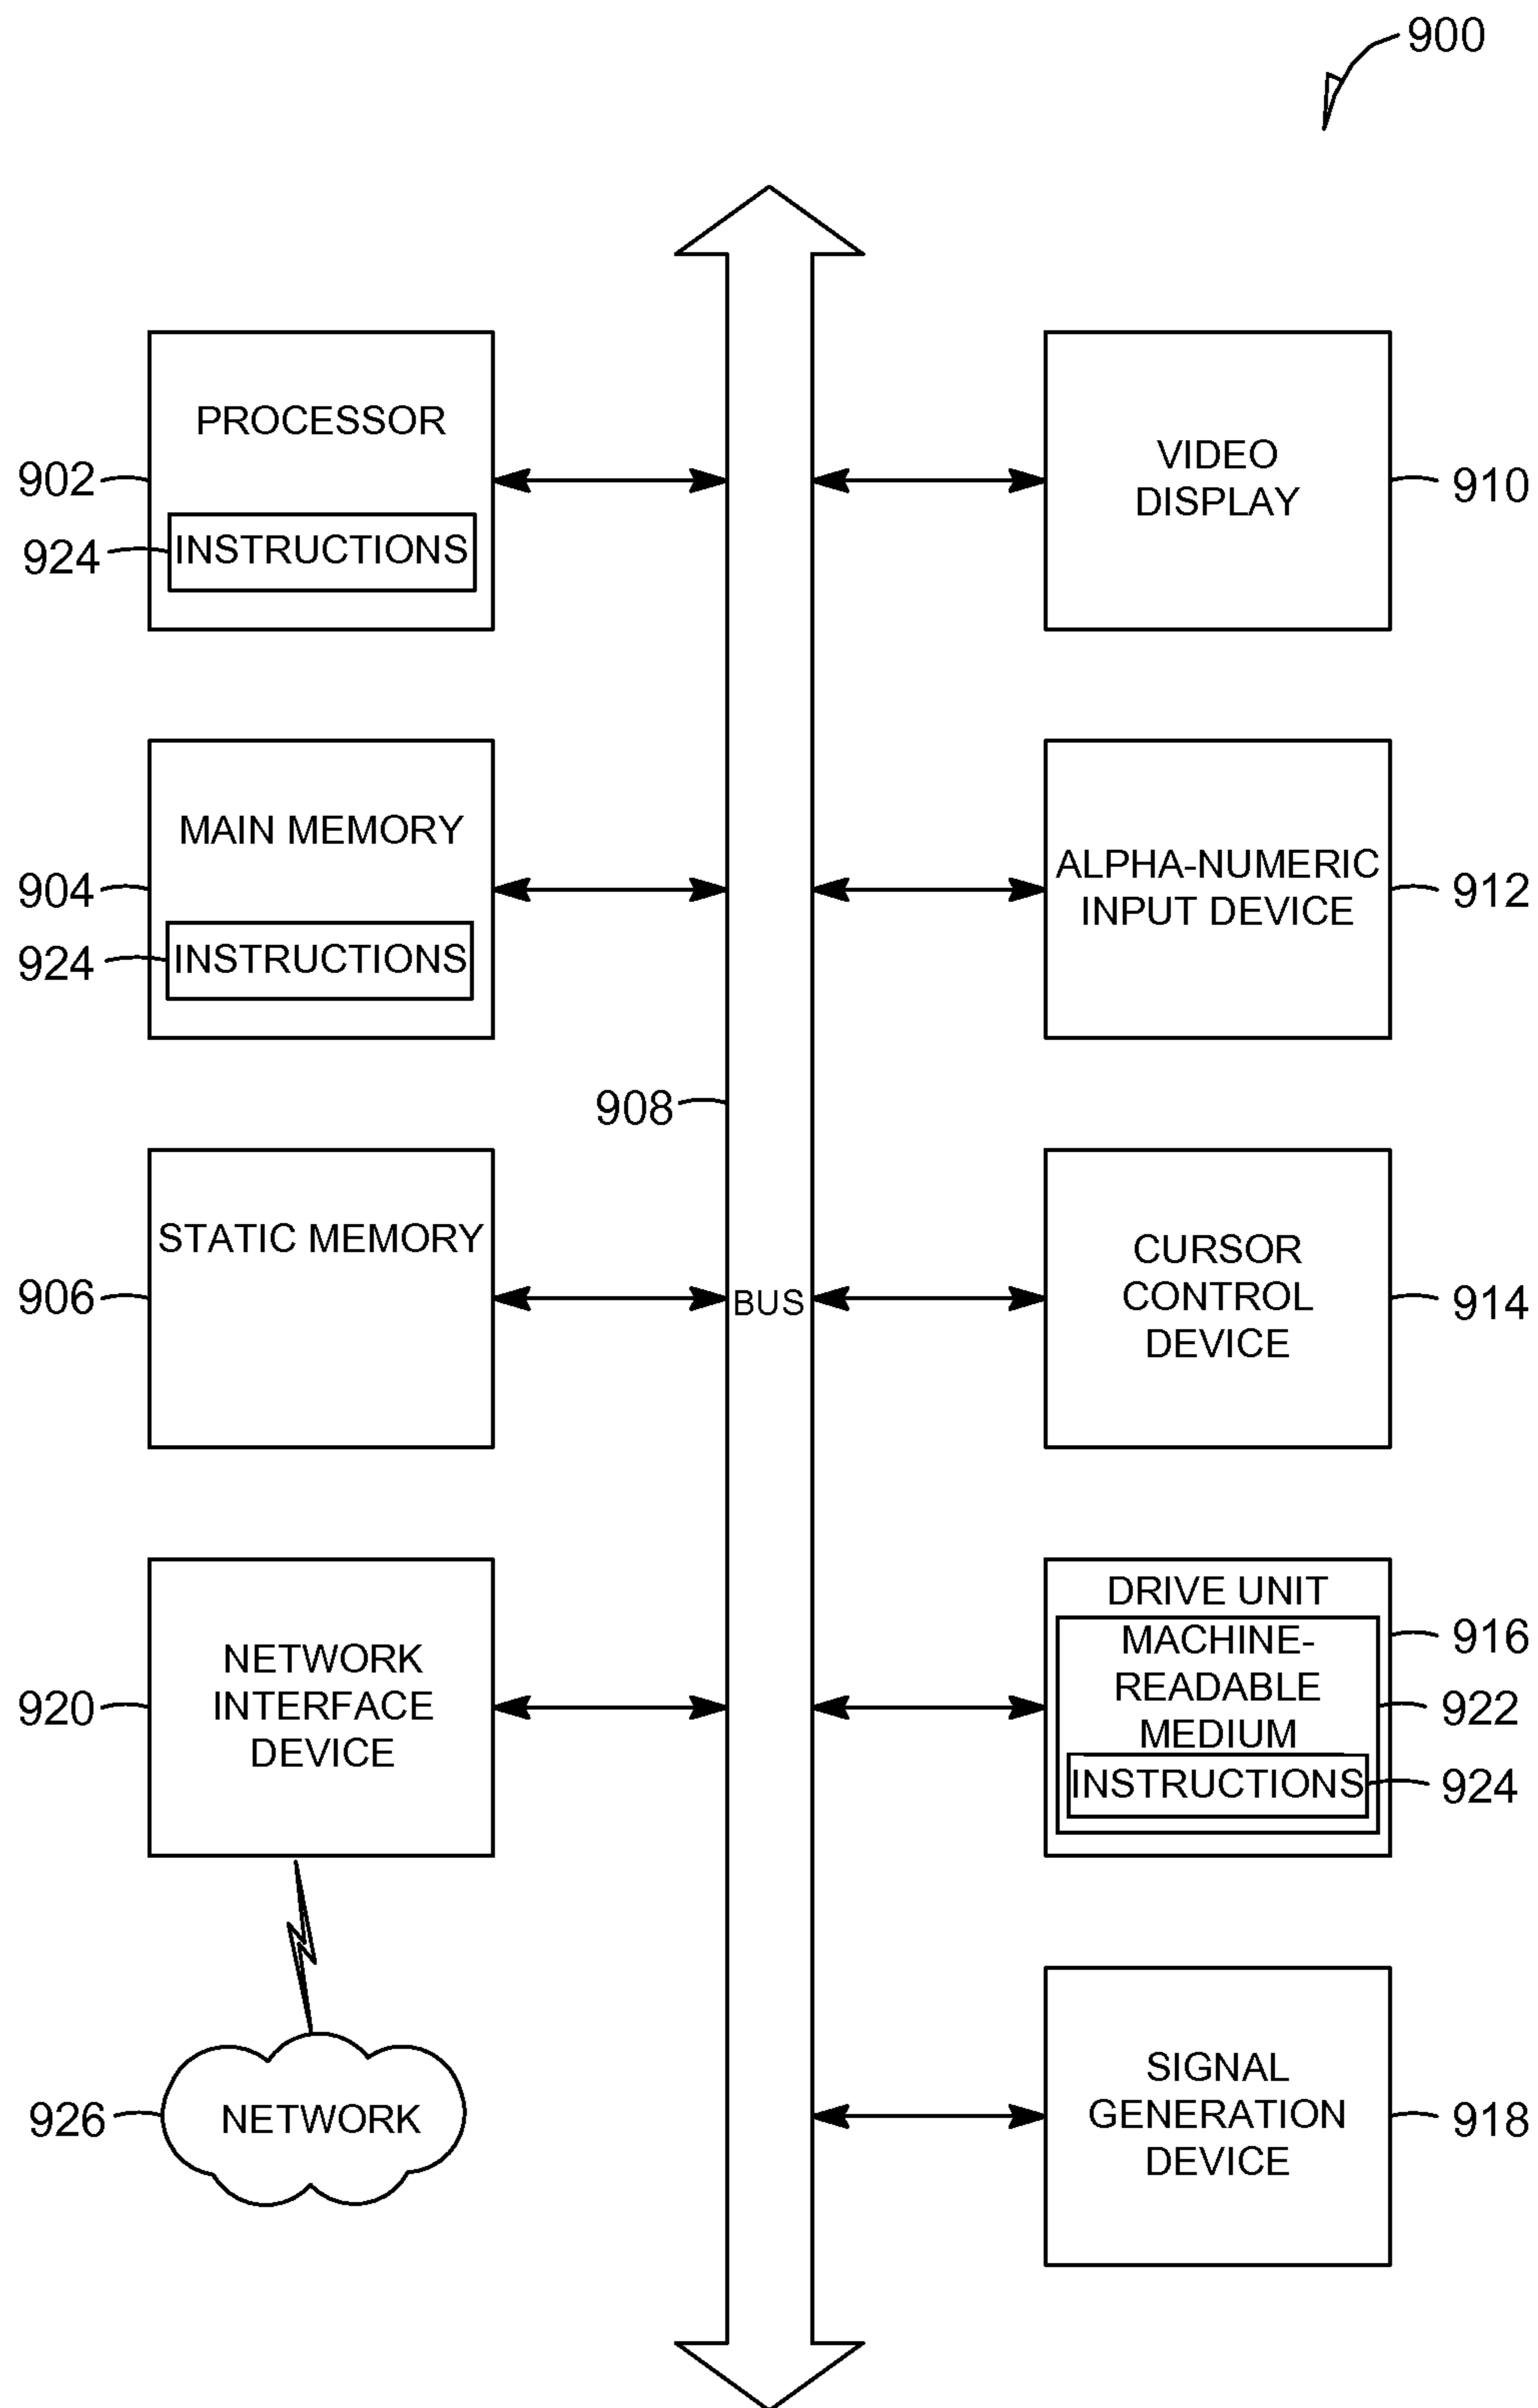 900
PROCESSOR
902
924
INSTRUCTIONS
VIDEO
DISPLAY
910
MAIN MEMORY
904
924
INSTRUCTIONS
ALPHA-NUMERIC
INPUT DEVICE
912
908
STATIC MEMORY
906
BUS
CURSOR
CONTROL
DEVICE
914
NETWORK
INTERFACE
DEVICE
920
DRIVE UNIT
916
MACHINE-
READABLE
MEDIUM
922
INSTRUCTIONS
924
926
NETWORK
SIGNAL
GENERATION
DEVICE
918